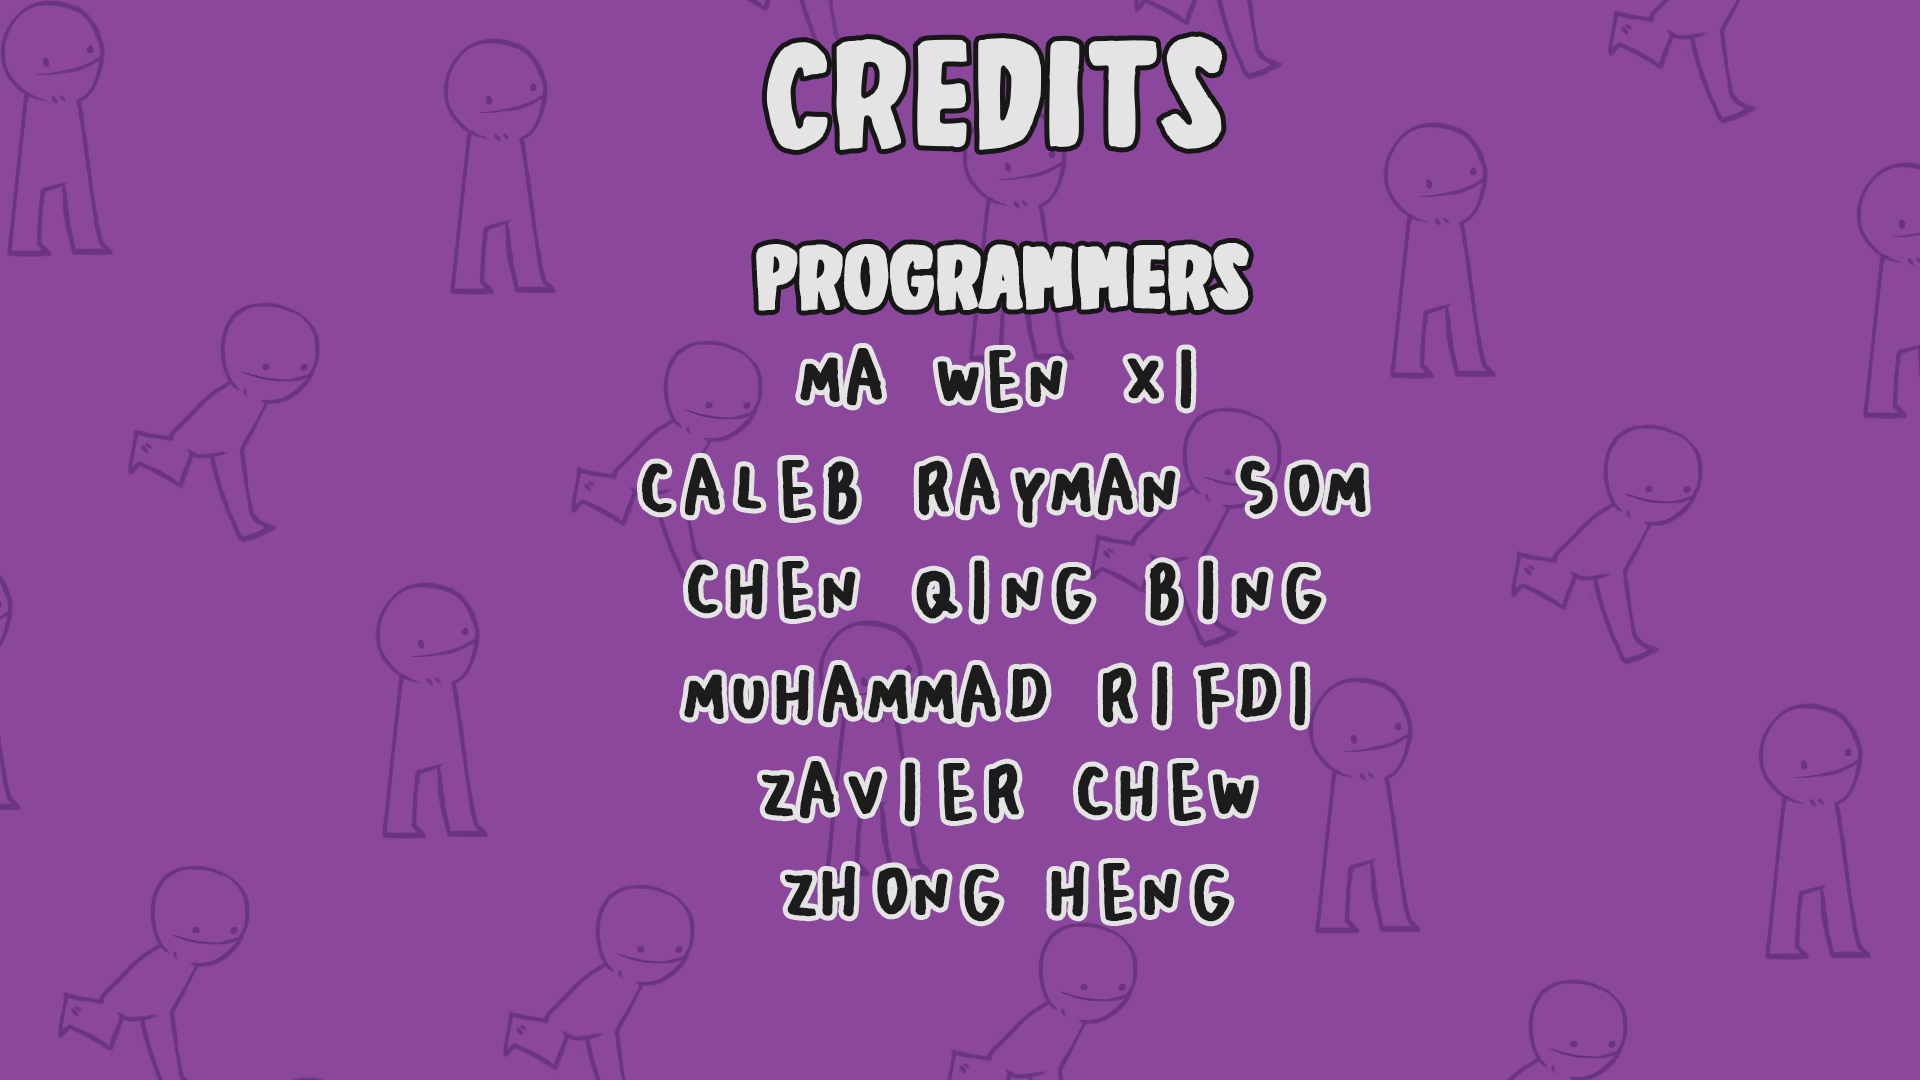 CREDITS
PROGRAMMERS
MA WEN XI
CALEB RAYMAN SOM
CHEN QING BING
MUHAMMAD RIFDI
ZAVIER CHEW
ZHONG HENG